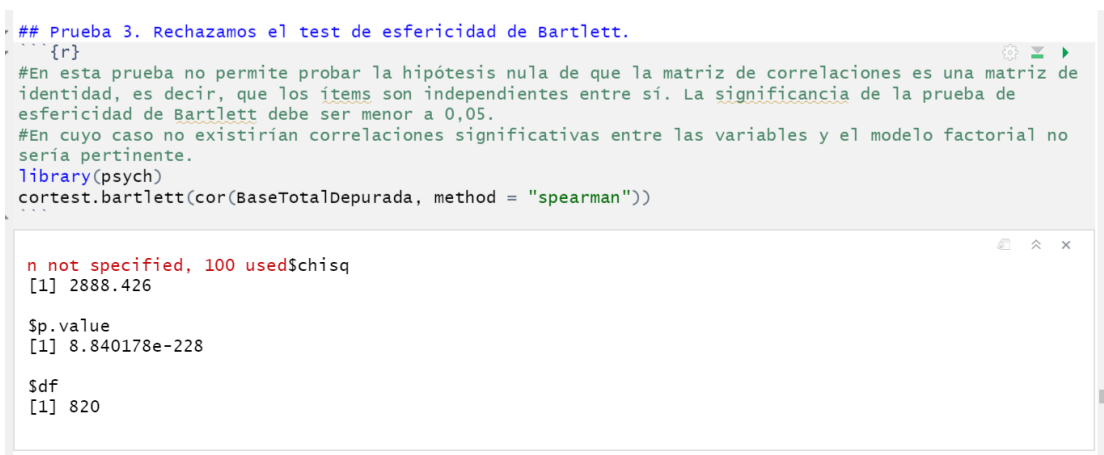 ## Prueba 3. Rechazamos el test de esfericidad de Bartlett.
```{r}
#En esta prueba no permite probar la hipótesis nula de que la matriz de correlaciones es una matriz de
identidad, es decir, que los ítems son independientes entre sí. La significancia de la prueba de
esfericidad de Bartlett debe ser menor a 0,05.
#En cuyo caso no existirían correlaciones significativas entre las variables y el modelo factorial no
sería pertinente.
library(psych)
cortest.bartlett(cor(BaseTotalDepurada, method = "spearman"))
```
n not specified, 100 used$chisq
[1] 2888.426
$p.value
[1] 8.840178e-228
$df
[1] 820